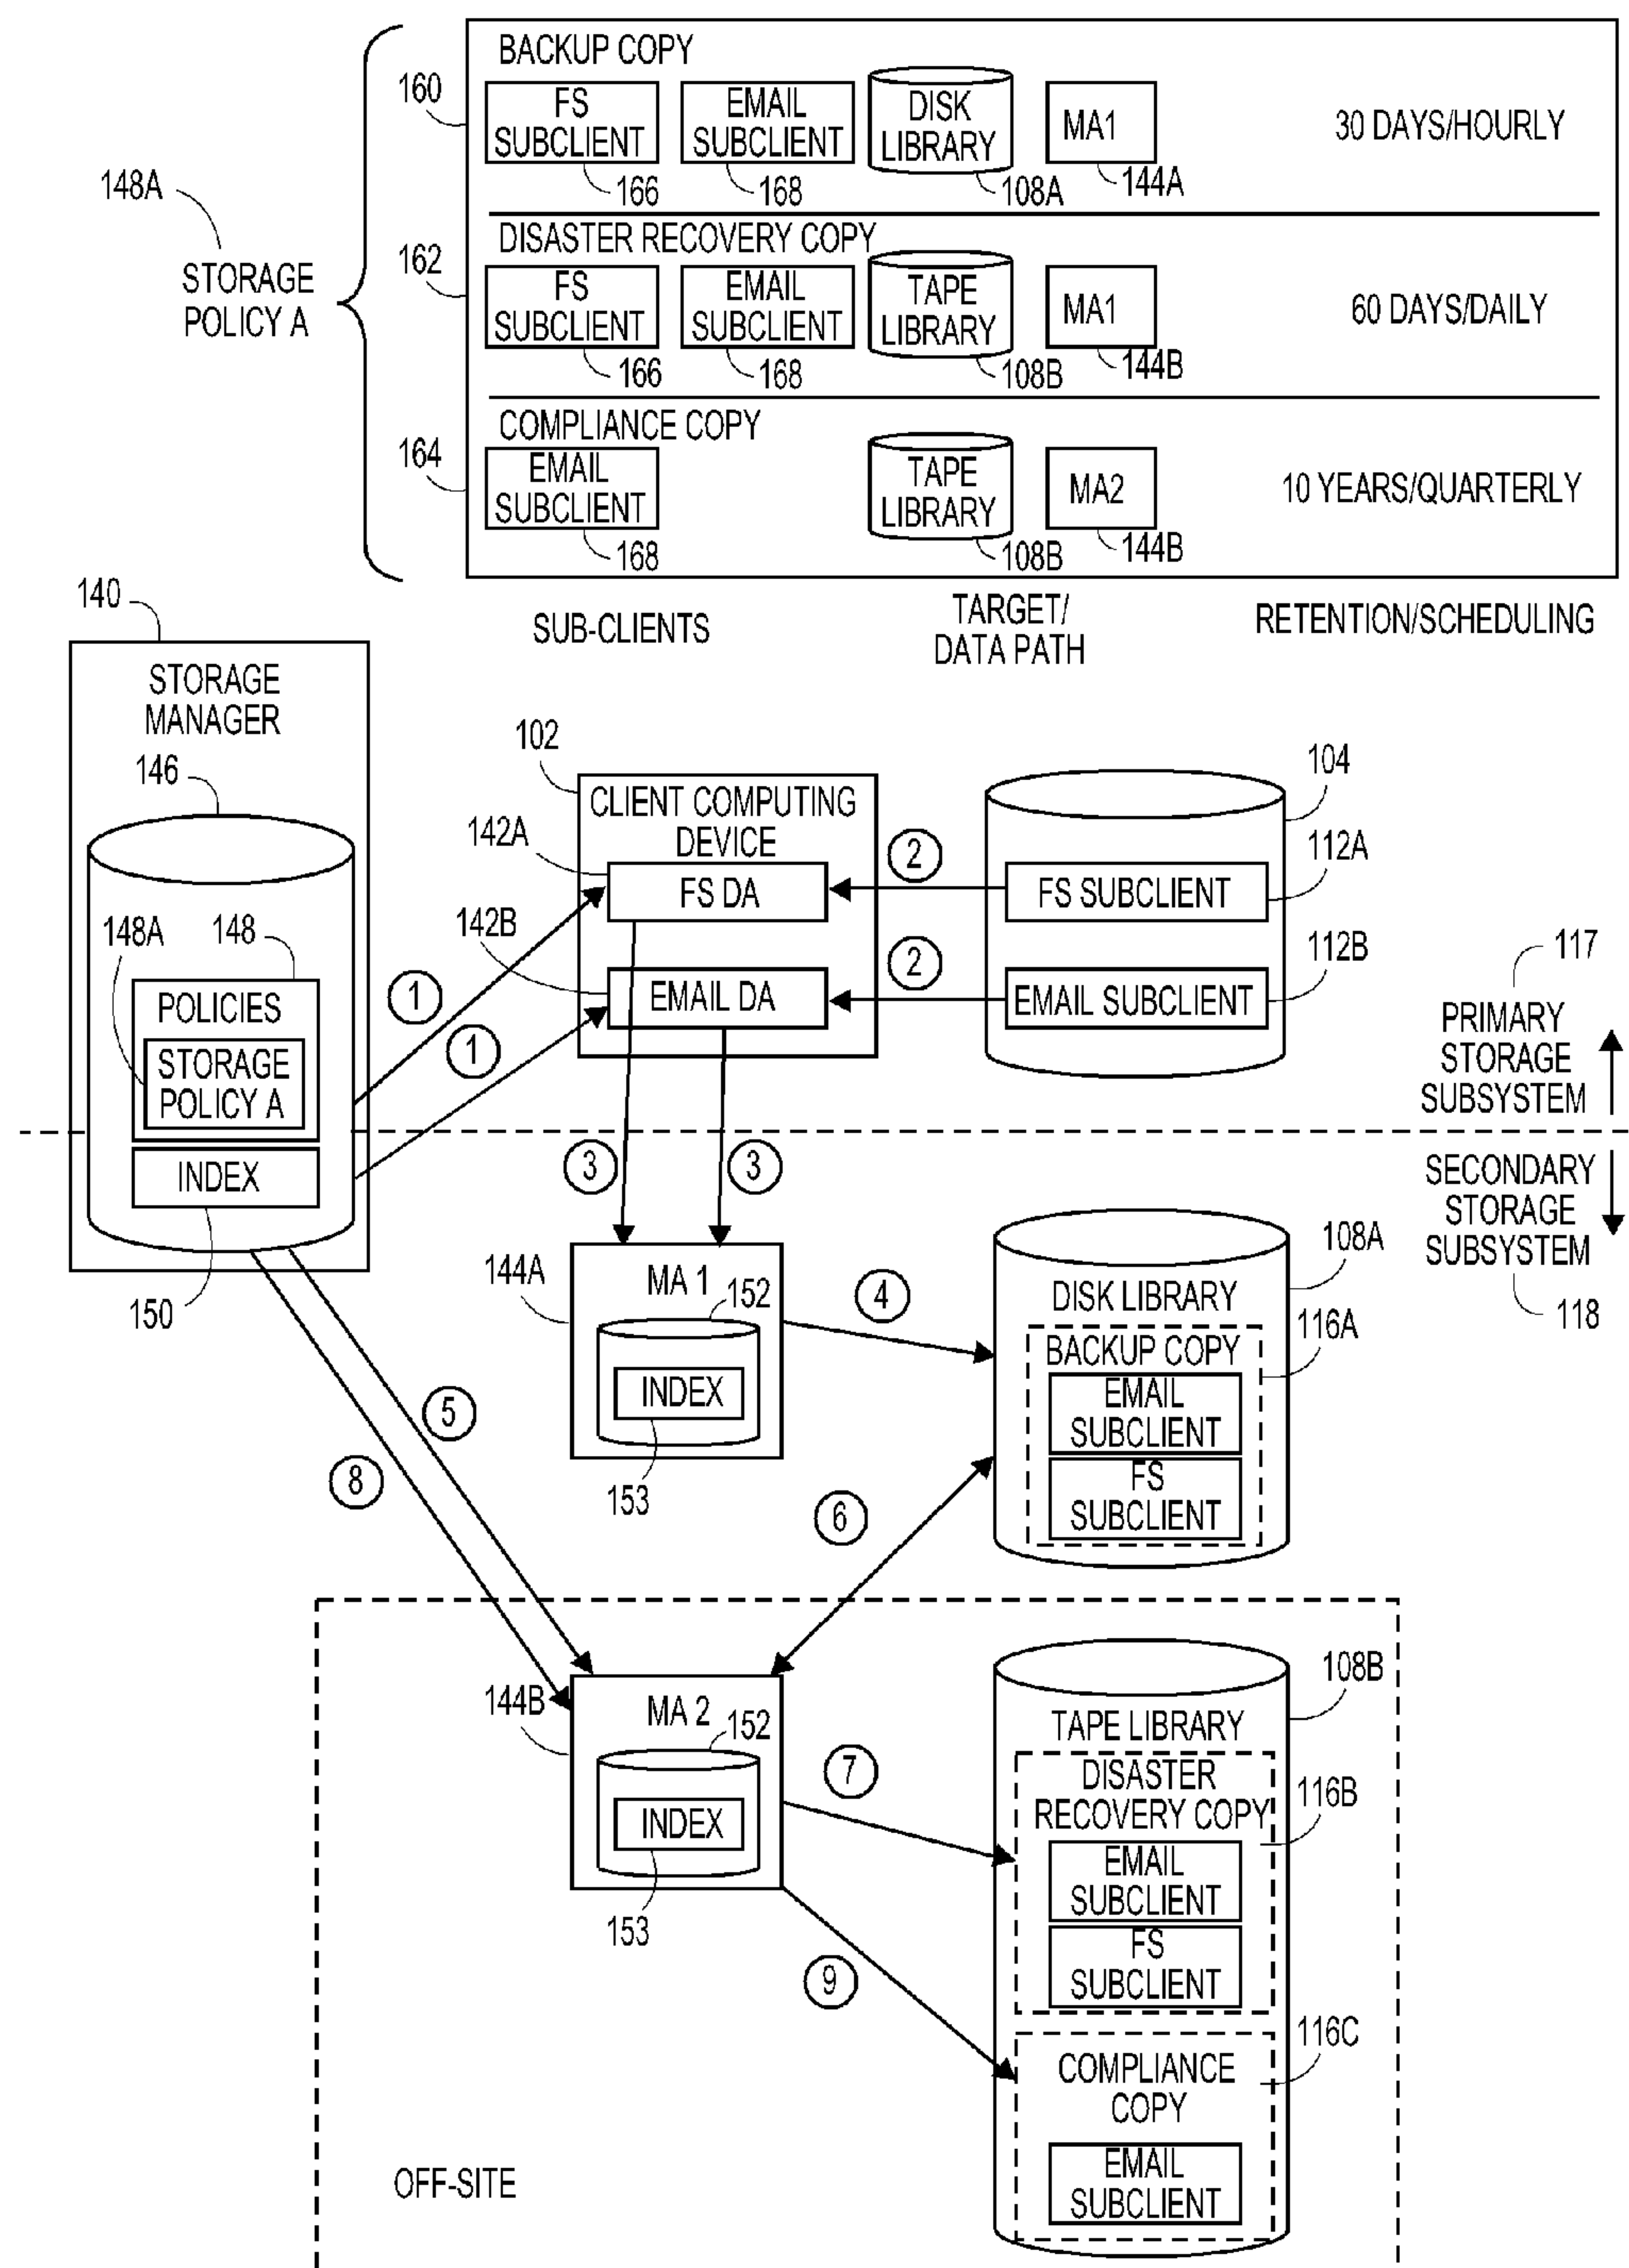 BACKUP COPY
160
FS
SUBCLIENT
166
EMAIL
SUBCLIENT
168
DISK
LIBRARY
108A
MA1
144A
30 DAYS/HOURLY
148A
STORAGE
POLICY A
DISASTER RECOVERY COPY
162
FS
SUBCLIENT
166
EMAIL
SUBCLIENT
168
TAPE
LIBRARY
108B
MA1
144B
60 DAYS/DAILY
COMPLIANCE COPY
164
EMAIL
SUBCLIENT
168
TAPE
LIBRARY
108B
MA2
144B
10 YEARS/QUARTERLY
SUB-CLIENTS
TARGET/
DATA PATH
RETENTION/SCHEDULING
140
STORAGE
MANAGER
146
148A
148
POLICIES
STORAGE
POLICY A
INDEX
150
102
CLIENT COMPUTING
DEVICE
142A
FS DA
142B
EMAIL DA
1
1
2
2
104
112A
FS SUBCLIENT
112B
EMAIL SUBCLIENT
117
PRIMARY
STORAGE
SUBSYSTEM
SECONDARY
STORAGE
SUBSYSTEM
118
3
3
144A
MA 1
152
INDEX
153
4
108A
DISK LIBRARY
116A
BACKUP COPY
EMAIL
SUBCLIENT
FS
SUBCLIENT
5
8
6
144B
MA 2
152
INDEX
153
7
9
108B
TAPE LIBRARY
DISASTER
RECOVERY COPY
116B
EMAIL
SUBCLIENT
FS
SUBCLIENT
116C
COMPLIANCE
COPY
EMAIL
SUBCLIENT
OFF-SITE